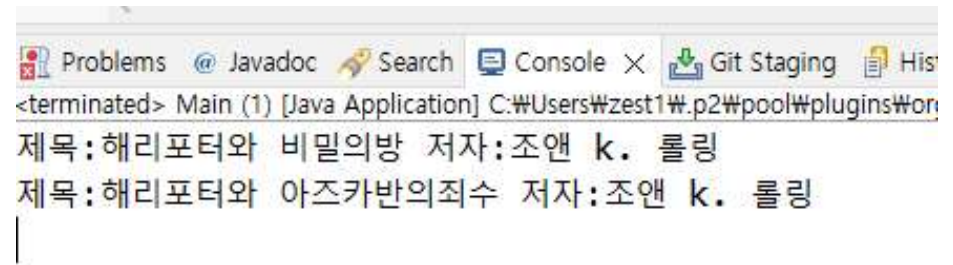 Problems @ Javadoc Search Console × Git Staging
<terminated> Main (1) [Java Application] C:₩Users₩zest1₩.p2₩pool₩plugins₩org
제목:해리포터와 비밀의방 저자:조앤 k. 롤링
제목:해리포터와 아즈카반의죄수 저자:조앤 k. 롤링